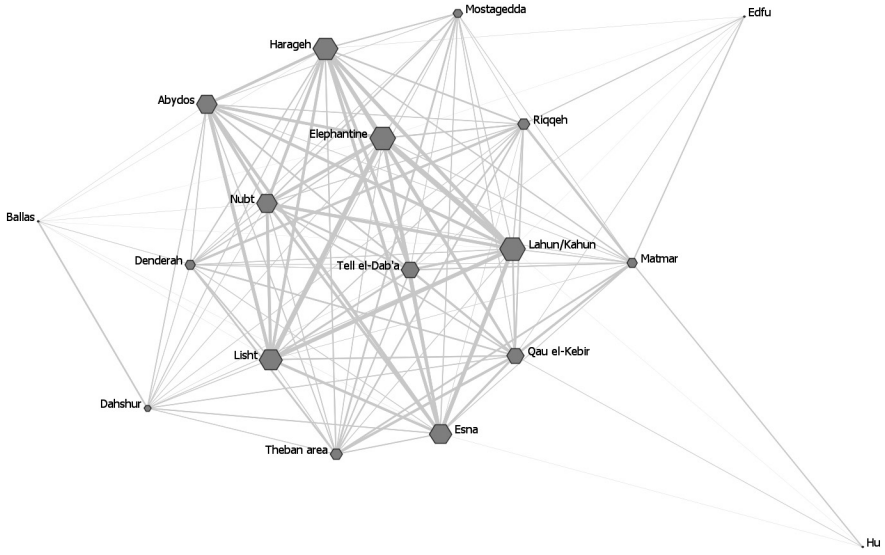 Mostagedda
Edfu
Harageh
Abydos
Riqqeh
Elephantine
Nubt
Ballas
Lahun/Kahun
Denderah
Tell el-Dab'a
Matmar
Lisht
Qau el-Kebir
Dahshur
Esna
Theban area
Hu